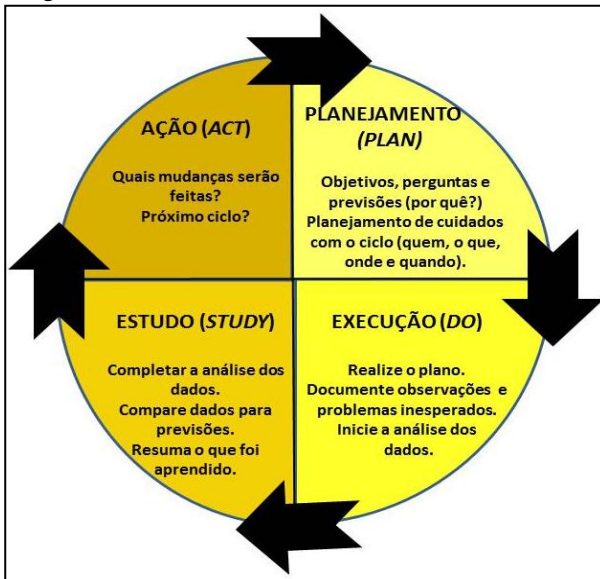 AÇÃO (ACT)
Quais mudanças serão
feitas?
Próximo ciclo?
PLANEJAMENTO
(PLAN)
Objetivos, perguntas e
previsões (por quê?)
Planejamento de cuidados
com o ciclo (quem, o que,
onde e quando).
ESTUDO (STUDY)
Completar a análise dos
dados.
Compare dados para
previsões.
Resuma o que foi
aprendido.
EXECUÇÃO (DO)
Realize o plano.
Documente observações e
problemas inesperados.
Inicie a análise dos
dados.